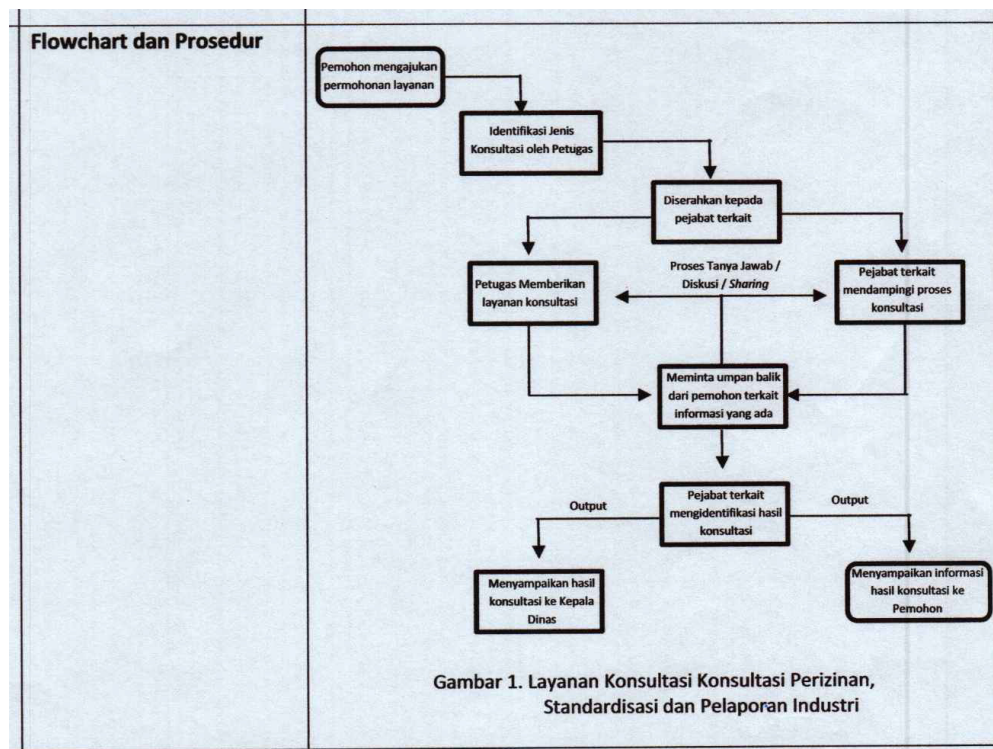 Flowchart dan Prosedur
Pemohon mengajukan
permohonan layanan
Identifikasi Jenis
Konsultasi oleh Petugas
Diserahkan kepada
pejabat terkait
Petugas Memberikan
layanan konsultasi
Proses Tanya Jawab /
Diskusi / Sharing
Pejabat terkait
mendampingi proses
konsultasi
Meminta umpan balik
dari pemohon terkait
informasi yang ada
Pejabat terkait
mengidentifikasi hasil
konsultasi
Output
Output
Menyampaikan hasil
konsultasi ke Kepala
Dinas
Menyampaikan informasi
hasil konsultasi ke
Pemohon
Gambar 1. Layanan Konsultasi Konsultasi Perizinan,
Standardisasi dan Pelaporan Industri